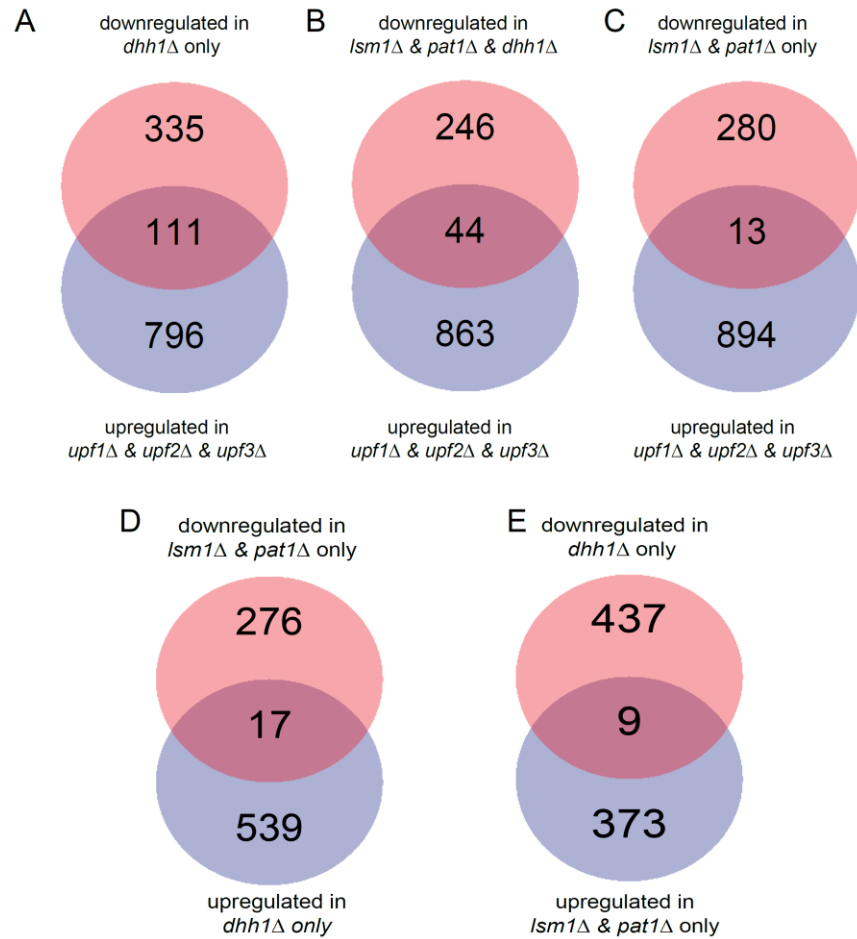 A
downregulated in
dhh1Δ only
335
111
796
upregulated in
upf1Δ & upf2Δ & upf3Δ
B
downregulated in
lsm1Δ & pat1Δ & dhh1Δ
246
44
863
upregulated in
upf1Δ & upf2Δ & upf3Δ
C
downregulated in
lsm1Δ & pat1Δ only
280
13
894
upregulated in
upf1Δ & upf2Δ & upf3Δ
D
downregulated in
lsm1Δ & pat1Δ only
276
17
539
upregulated in
dhh1Δ only
E
downregulated in
dhh1Δ only
437
9
373
upregulated in
lsm1Δ & pat1Δ only